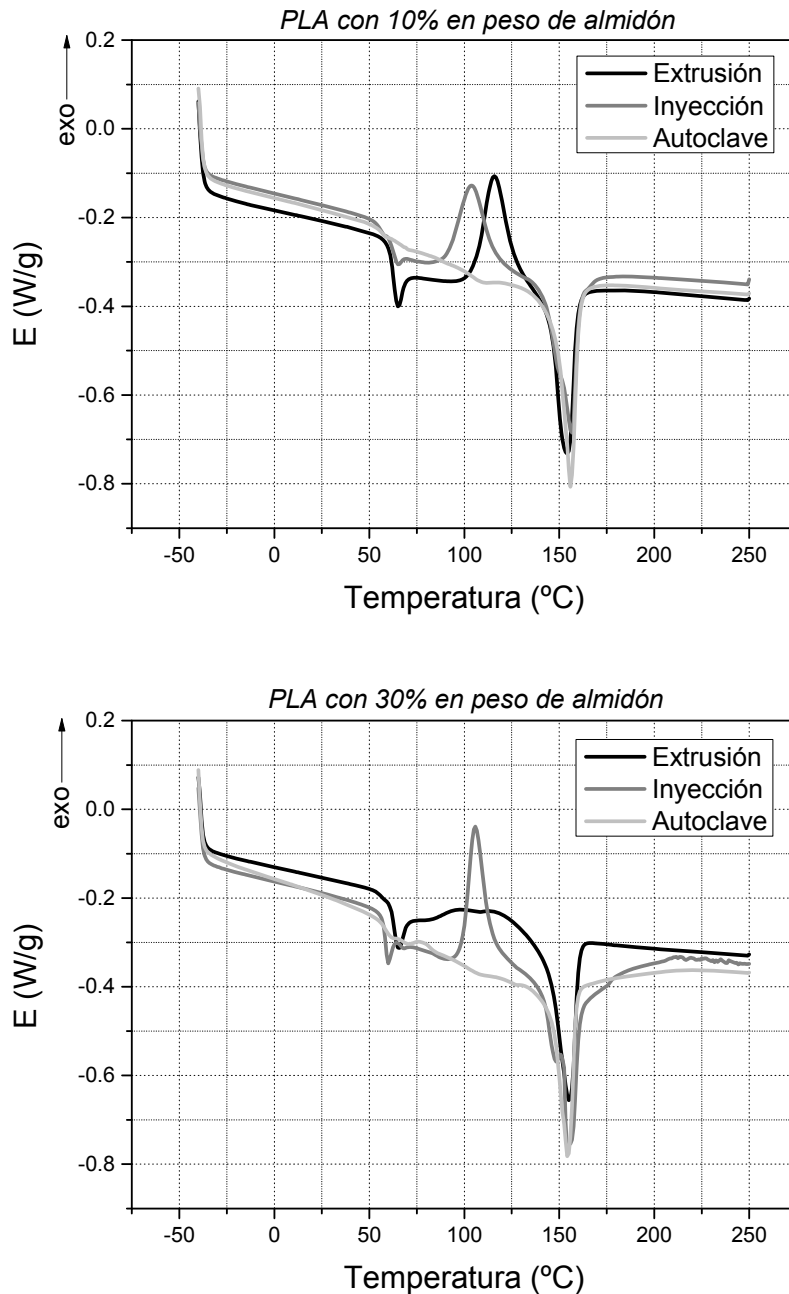 PLA con 10% en peso de almidón
0.2
exo
Extrusión
Inyección
Autoclave
0.0
-0.2
-0.4
-0.6
-0.8
E (W/g)
-50 0 50 100 150 200 250
Temperatura (ºC)
PLA con 30% en peso de almidón
0.2
exo
Extrusión
Inyección
Autoclave
0.0
-0.2
-0.4
-0.6
-0.8
E (W/g)
-50 0 50 100 150 200 250
Temperatura (ºC)